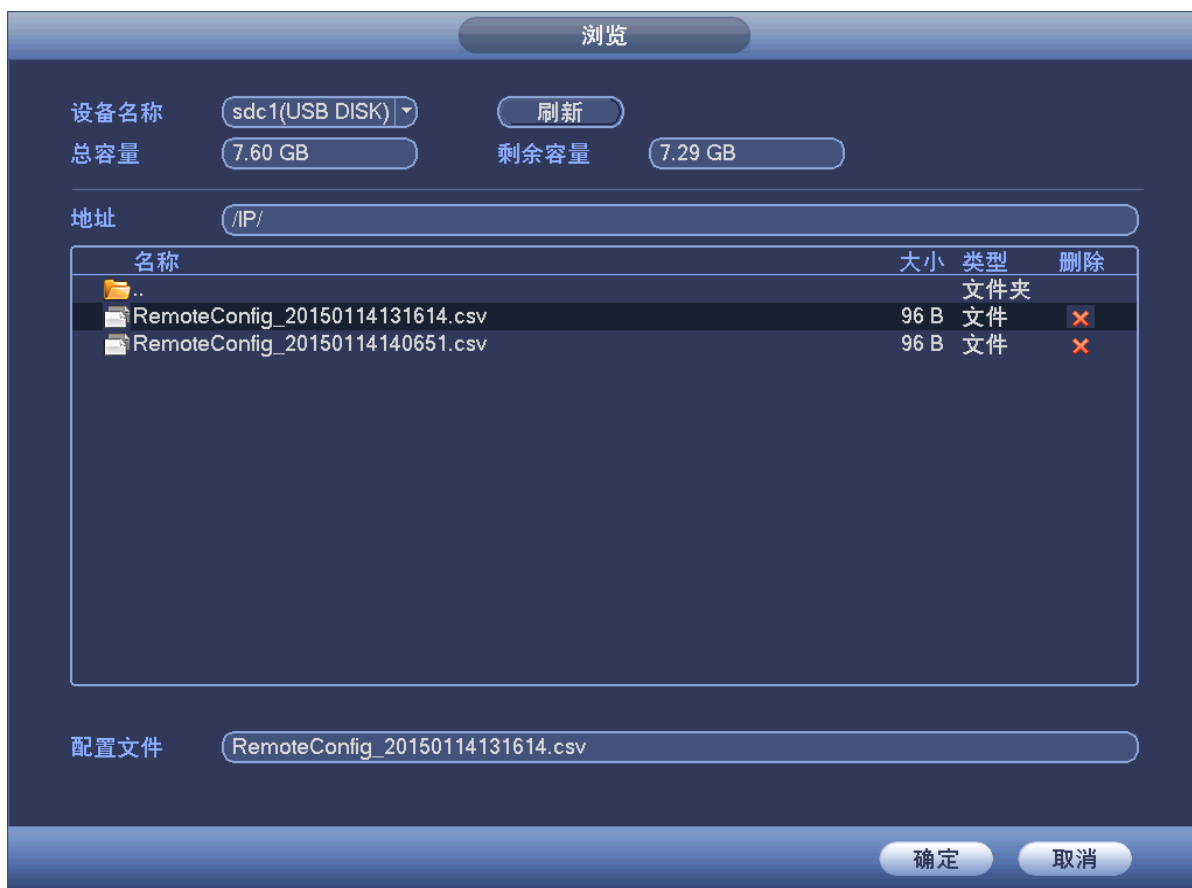 浏览
设备名称 sdc1(USB DISK) 刷新
总容量 7.60 GB 剩余容量 7.29 GB
地址 /IP/
名称 大小 类型 删除
.. 文件夹
RemoteConfig_20150114131614.csv 96 B 文件
RemoteConfig_20150114140651.csv 96 B 文件
配置文件 RemoteConfig_20150114131614.csv
确定 取消